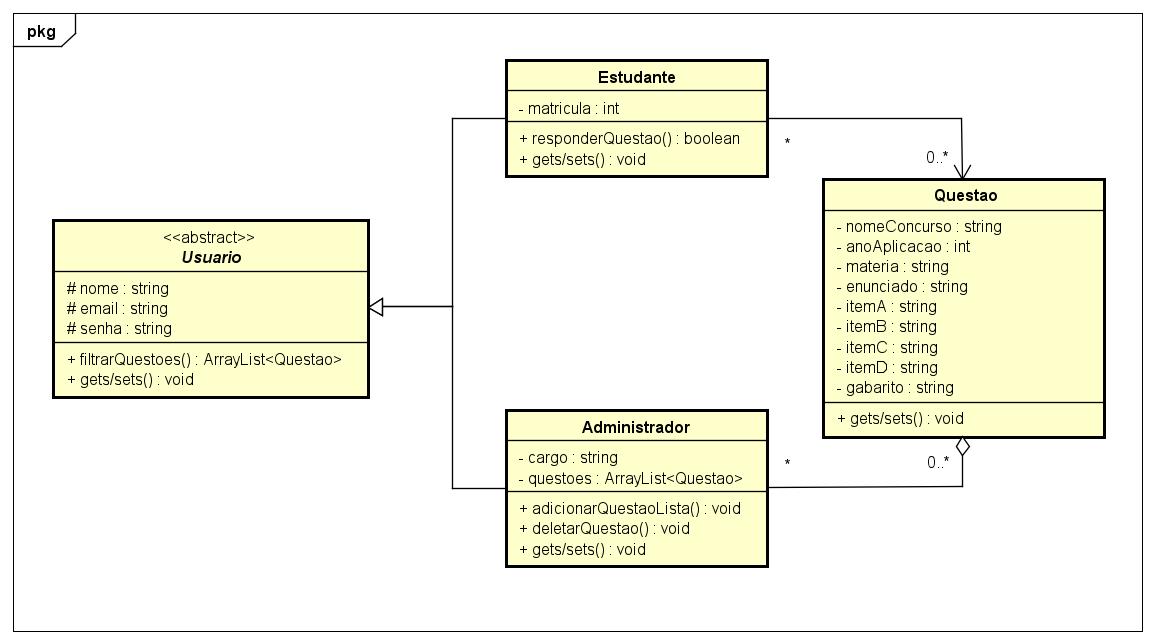 pkg
Estudante
- matricula : int
+ responderQuestao() : boolean
+ gets/sets() : void
*
0..*
Questao
- nomeConcurso : string
- anoAplicacao : int
- materia : string
- enunciado : string
- itemA : string
- itemB : string
- itemC : string
- itemD : string
- gabarito : string
+ gets/sets() : void
<<abstract>>
Usuario
# nome : string
# email : string
# senha : string
+ filtrarQuestoes() : ArrayList<Questao>
+ gets/sets() : void
Administrador
- cargo : string
- questoes : ArrayList<Questao>
+ adicionarQuestaoLista() : void
+ deletarQuestao() : void
+ gets/sets() : void
*
0..*